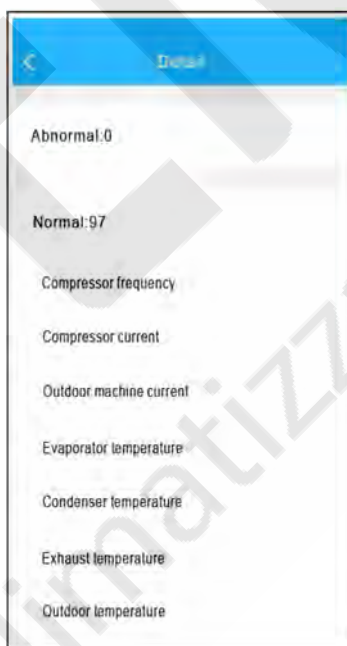 Detail
Abnormal:0
Normal:97
Compressor frequency
Compressor current
Outdoor machine current
Evaporator temperature
Condenser temperature
Exhaust temperature
Outdoor temperature